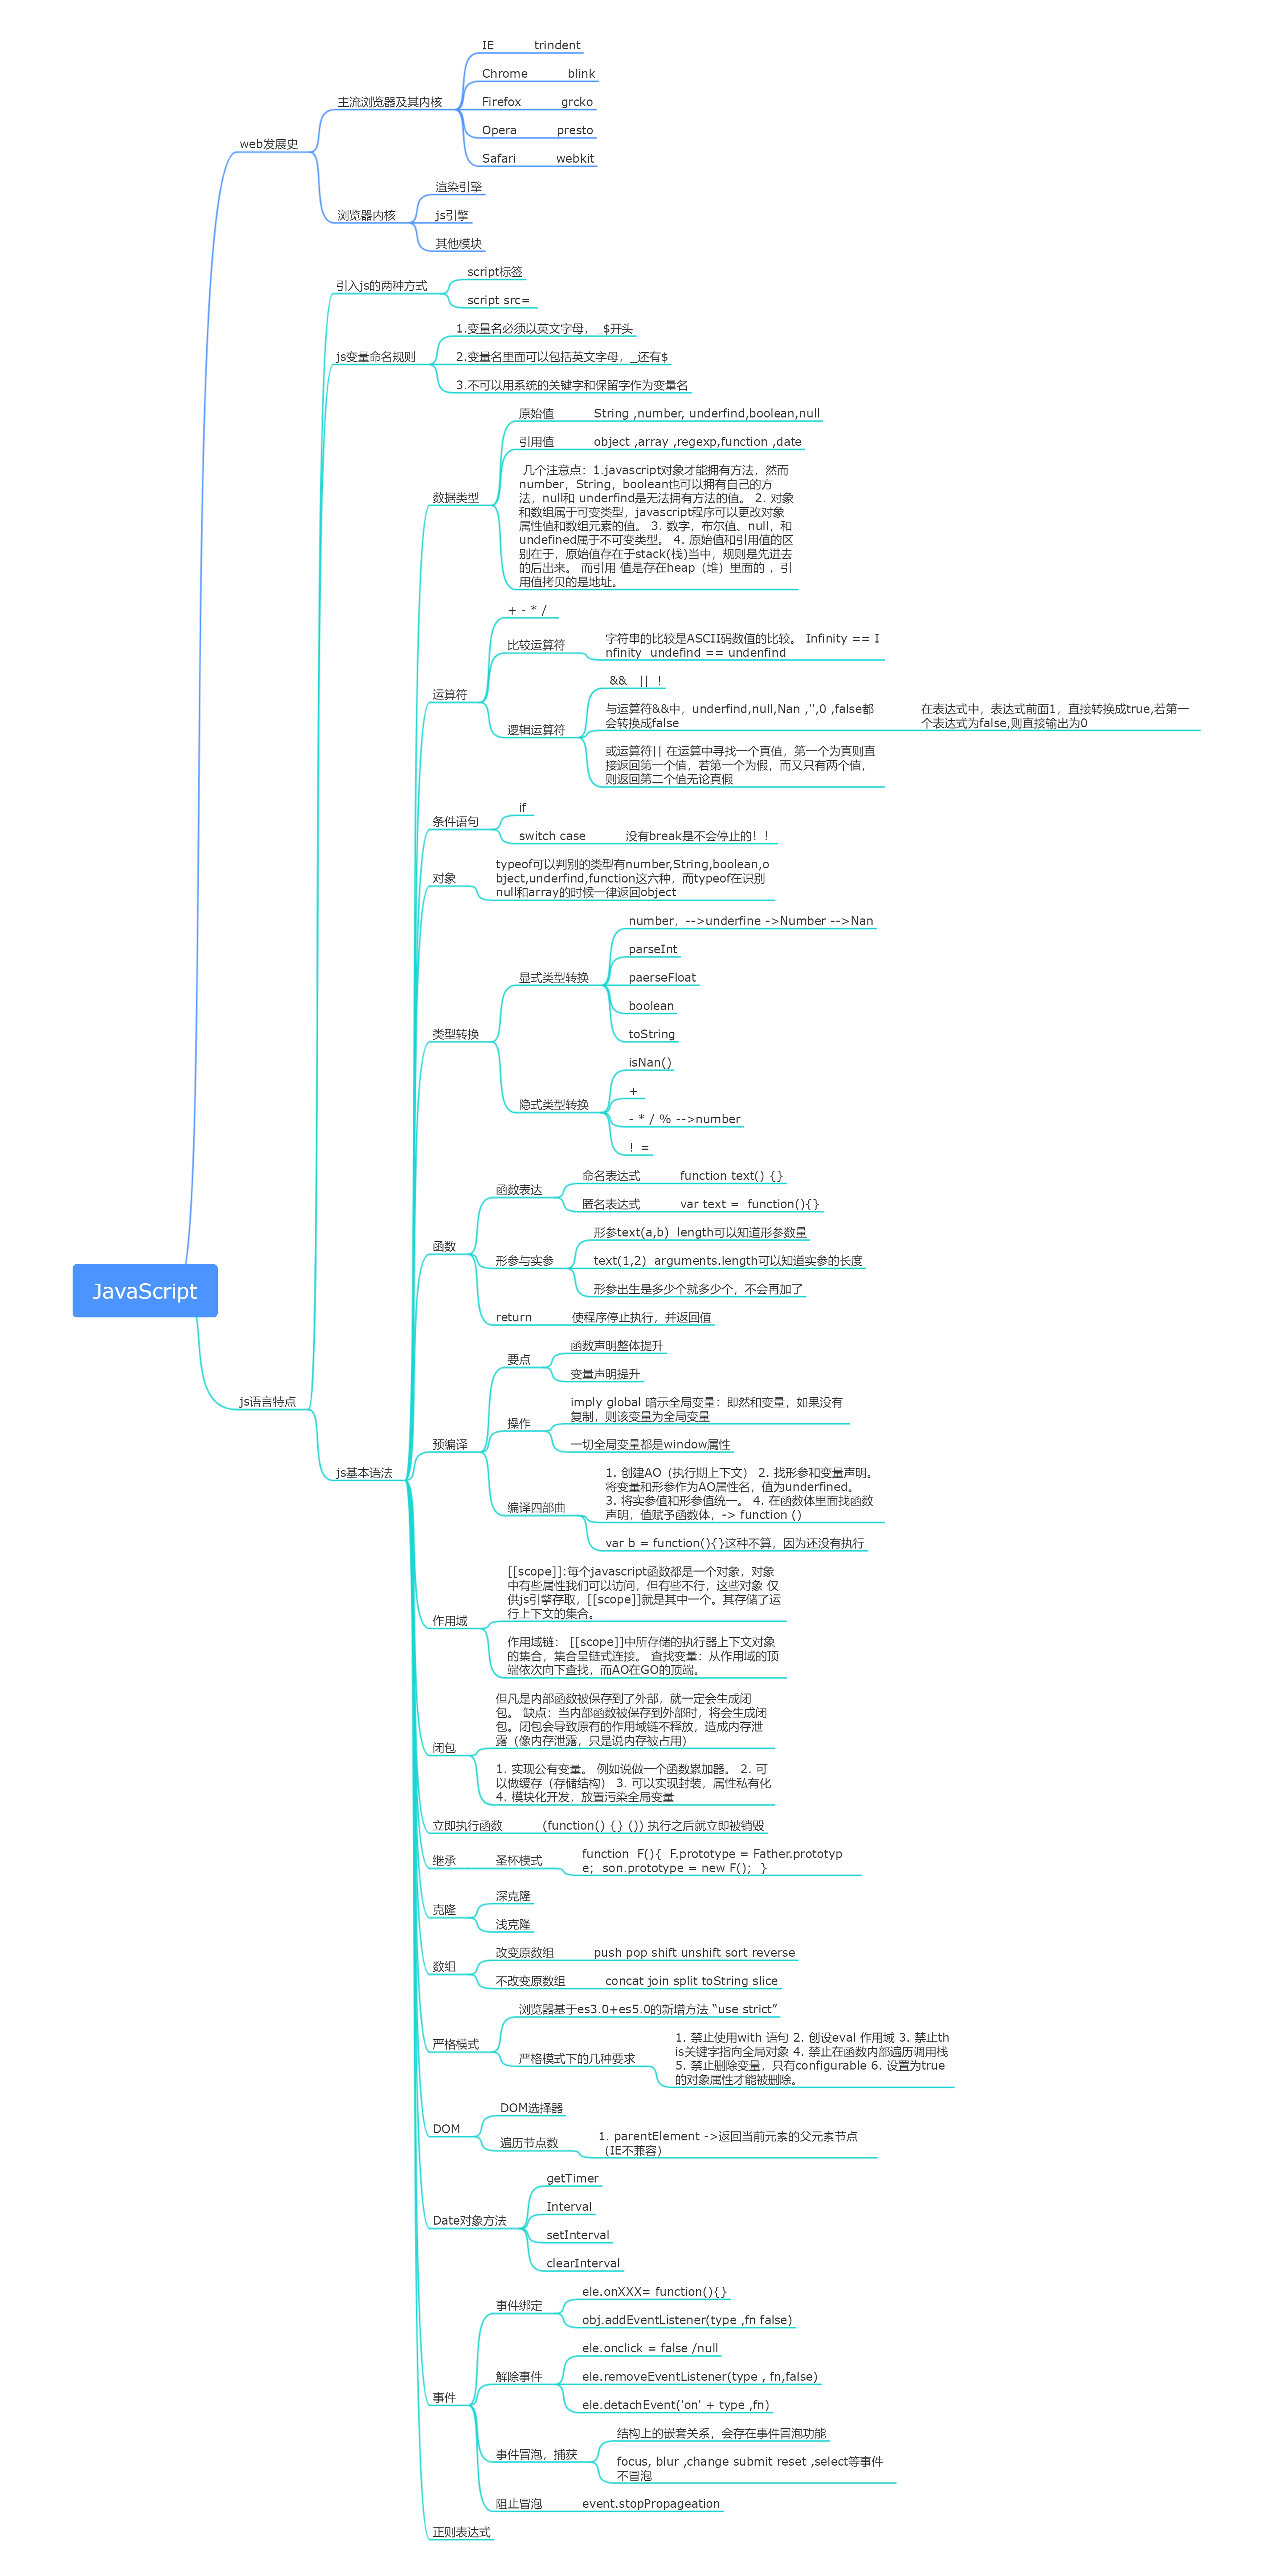 IE trindent
Chrome blink
主流浏览器及其内核
Firefox grcko
Opera presto
web发展史
Safari webkit
渲染引擎
浏览器内核
js引擎
其他模块
script标签
引入js的两种方式
script src=
1.变量名必须以英文字母，_$开头
js变量命名规则
2.变量名里面可以包括英文字母，_还有$
3.不可以用系统的关键字和保留字作为变量名
原始值 String ,number, underfind,boolean,null
引用值 object ,array ,regexp,function ,date
数据类型
几个注意点：1.javascript对象才能拥有方法，然而
number，String，boolean也可以拥有自己的方
法，null和 underfind是无法拥有方法的值。 2. 对象
和数组属于可变类型，javascript程序可以更改对象
属性值和数组元素的值。 3. 数字，布尔值、null，和
undefined属于不可变类型。 4. 原始值和引用值的区
别在于，原始值存在于stack(栈)当中，规则是先进去
的后出来。 而引用 值是存在heap（堆）里面的 ，引
用值拷贝的是地址。
+ - * /
比较运算符
字符串的比较是ASCII码数值的比较。 Infinity == I
nfinity undefind == undenfind
运算符
&& || !
逻辑运算符
与运算符&&中，underfind,null,Nan ,'',0 ,false都
会转换成false
在表达式中，表达式前面1，直接转换成true,若第一
个表达式为false,则直接输出为0
或运算符|| 在运算中寻找一个真值，第一个为真则直
接返回第一个值，若第一个为假，而又只有两个值，
则返回第二个值无论真假
if
条件语句
switch case 没有break是不会停止的！！
对象
typeof可以判别的类型有number,String,boolean,o
bject,underfind,function这六种，而typeof在识别
null和array的时候一律返回object
number，-->underfine ->Number -->Nan
parseInt
显式类型转换
paerseFloat
boolean
toString
类型转换
isNan()
+
隐式类型转换
- * / % -->number
！=
函数表达
命名表达式 function text() {}
匿名表达式 var text = function(){}
函数
形参text(a,b) length可以知道形参数量
形参与实参
text(1,2) arguments.length可以知道实参的长度
形参出生是多少个就多少个，不会再加了
return 使程序停止执行，并返回值
JavaScript
要点
函数声明整体提升
变量声明提升
js语言特点
操作
imply global 暗示全局变量：即然和变量，如果没有
复制，则该变量为全局变量
预编译
一切全局变量都是window属性
js基本语法
编译四部曲
1. 创建AO（执行期上下文） 2. 找形参和变量声明。
将变量和形参作为AO属性名，值为undefined。
3. 将实参值和形参值统一。 4. 在函数体里面找函数
声明，值赋予函数体，-> function ()
var b = function(){}这种不算，因为还没有执行
作用域
[[scope]]:每个javascript函数都是一个对象，对象
中有些属性我们可以访问，但有些不行，这些对象 仅
供js引擎存取，[[scope]]就是其中一个。其存储了运
行上下文的集合。
作用域链： [[scope]]中所存储的执行器上下文对象
的集合，集合呈链式连接。 查找变量：从作用域的顶
端依次向下查找，而AO在GO的顶端。
闭包
但凡是内部函数被保存到了外部，就一定会生成闭
包。 缺点：当内部函数被保存到外部时，将会生成闭
包。闭包会导致原有的作用域链不释放，造成内存泄
露（像内存泄露，只是说内存被占用）
1. 实现公有变量。 例如说做一个函数累加器。 2. 可
以做缓存（存储结构） 3. 可以实现封装，属性私有化
4. 模块化开发，放置污染全局变量
立即执行函数 (function() {} ()) 执行之后就立即被销毁
继承 圣杯模式
function F(){ F.prototype = Father.prototyp
e; son.prototype = new F(); }
克隆
深克隆
浅克隆
数组
改变原数组 push pop shift unshift sort reverse
不改变原数组 concat join split toString slice
严格模式
浏览器基于es3.0+es5.0的新增方法 “use strict”
严格模式下的几种要求
1. 禁止使用with 语句 2. 创设eval 作用域 3. 禁止th
is关键字指向全局对象 4. 禁止在函数内部遍历调用栈
5. 禁止删除变量，只有configurable 6. 设置为true
的对象属性才能被删除。
DOM
DOM选择器
遍历节点数
1. parentElement ->返回当前元素的父元素节点
（IE不兼容）
getTimer
Interval
Date对象方法
setInterval
clearInterval
事件绑定
ele.onXXX= function(){}
obj.addEventListener(type ,fn false)
ele.onclick = false /null
解除事件
ele.removeEventListener(type , fn,false)
事件
ele.detachEvent('on' + type ,fn)
事件冒泡，捕获
结构上的嵌套关系，会存在事件冒泡功能
focus, blur ,change submit reset ,select等事件
不冒泡
阻止冒泡 event.stopPropageation
正则表达式